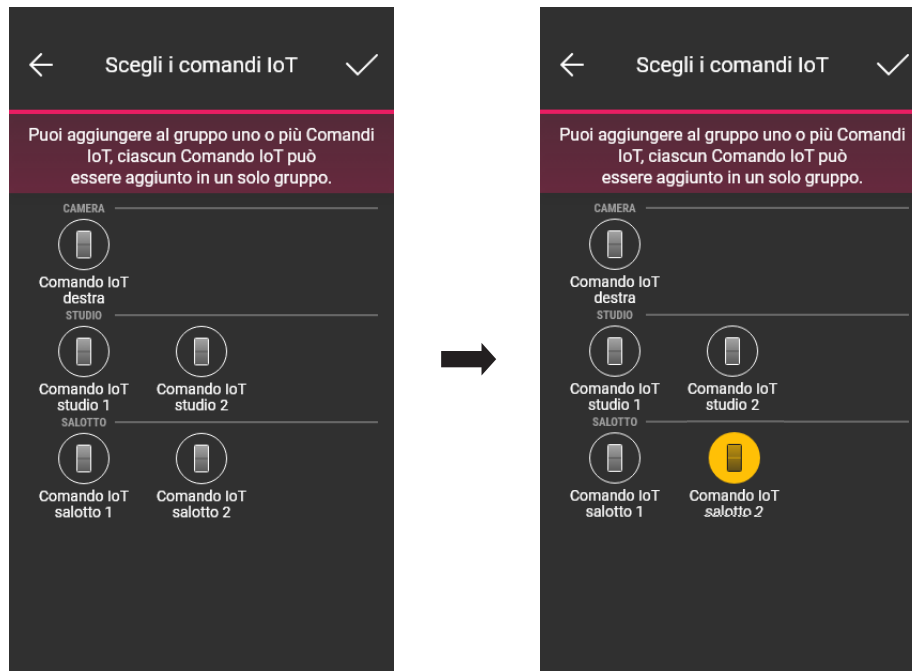 Scegli i comandi IoT
Puoi aggiungere al gruppo uno o più Comandi
IoT, ciascun Comando IoT può
essere aggiunto in un solo gruppo.
CAMERA
Comando IoT
destra
STUDIO
Comando IoT
studio 1
Comando IoT
studio 2
SALOTTO
Comando IoT
salotto 1
Comando IoT
salotto 2
Scegli i comandi IoT
Puoi aggiungere al gruppo uno o più Comandi
IoT, ciascun Comando IoT può
essere aggiunto in un solo gruppo.
CAMERA
Comando IoT
destra
STUDIO
Comando IoT
studio 1
Comando IoT
studio 2
SALOTTO
Comando IoT
salotto 1
Comando IoT
salotto 2